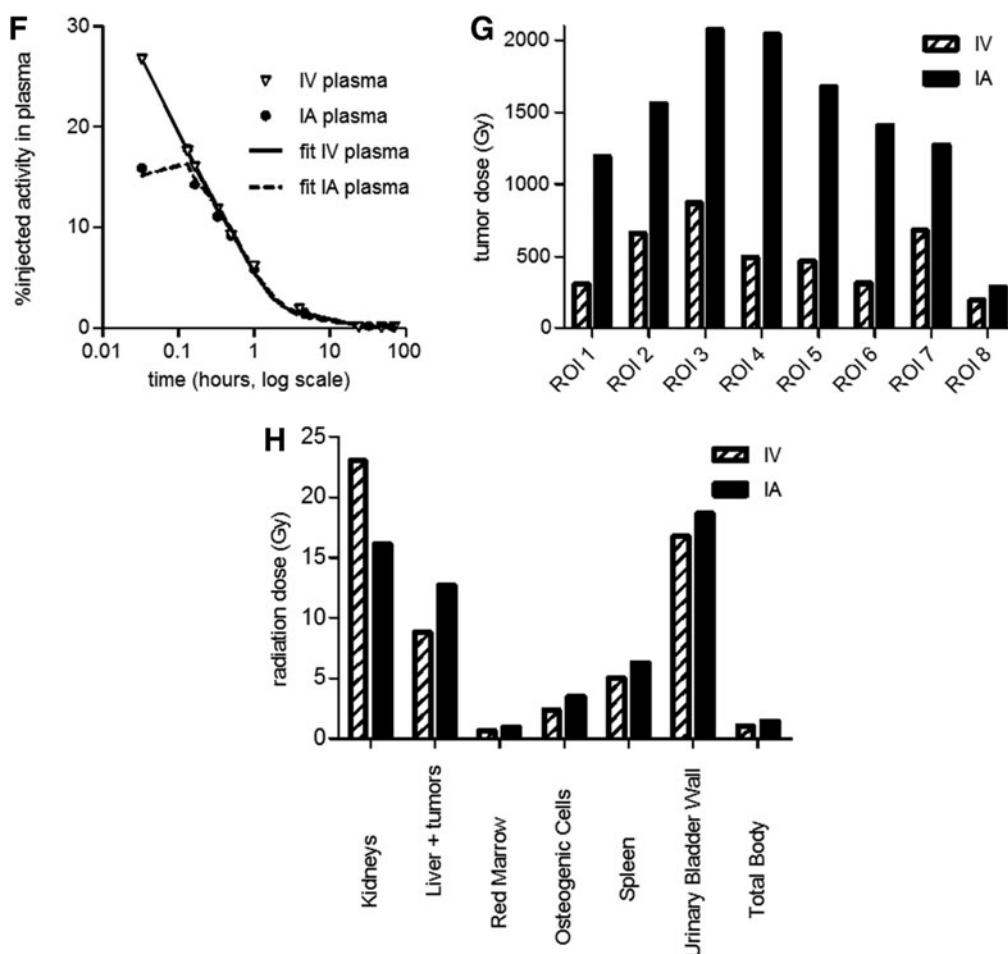 F
%injected activity in plasma
30
20
10
0
0.01 0.1 1 10 100
time (hours, log scale)
IV plasma
IA plasma
fit IV plasma
fit IA plasma
G
tumor dose (Gy)
2000
1500
1000
500
0
ROI 1 ROI 2 ROI 3 ROI 4 ROI 5 ROI 6 ROI 7 ROI 8
IV
IA
H
radiation dose (Gy)
25
20
15
10
5
0
Kidneys
Liver + tumors
Red Marrow
Osteogenic Cells
Spleen
Urinary Bladder Wall
Total Body
IV
IA